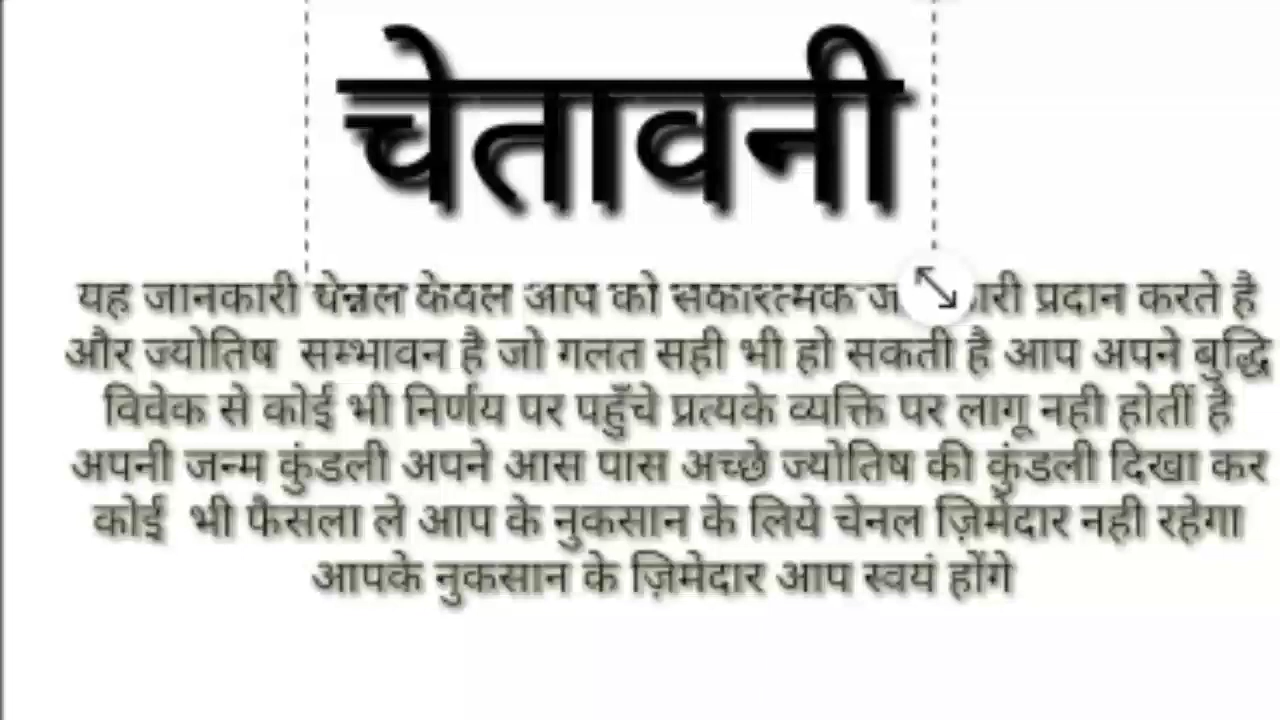 चेतावनी
यह जानकारी चेन्नल केवल आप को सकारत्मक प्रदान करते है
और ज्योतिष सम्भावन है जो गलत सही भी हो सकती है आप अपने बुद्धि
विवेक से कोई भी निर्णय पर पहुँचे प्रत्यके व्यक्ति पर लागू नही होतीं है
अपनी जन्म कुंडली अपने आस पास अच्छे ज्योतिष की कुंडली दिखा कर
कोई भी फैसला ले आप के नुकसान के लिये चेनल ज़िमेदार नही रहेगा
आपके नुकसान के ज़िमेदार आप स्वयं होंगे